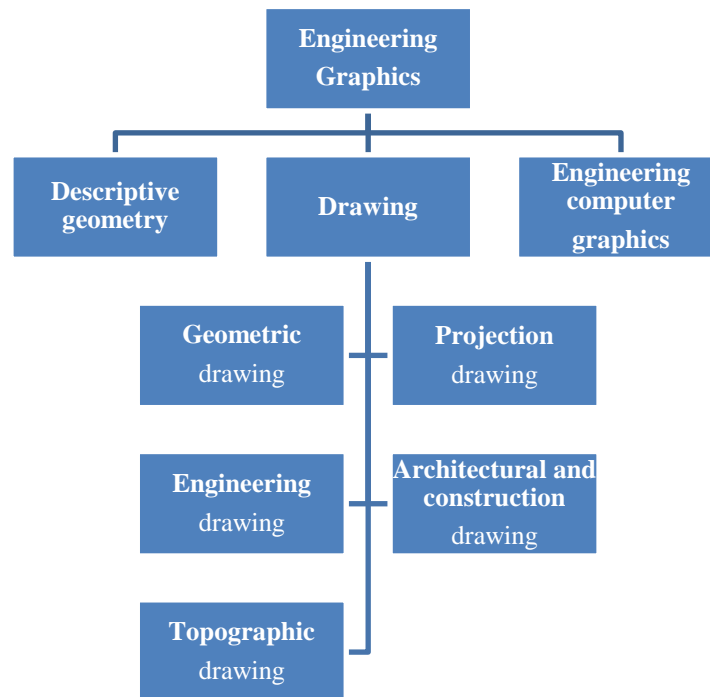 Engineering
Graphics
Descriptive
geometry
Drawing
Engineering
computer
graphics
Geometric
drawing
Projection
drawing
Engineering
drawing
Architectural and
construction
drawing
Topographic
drawing